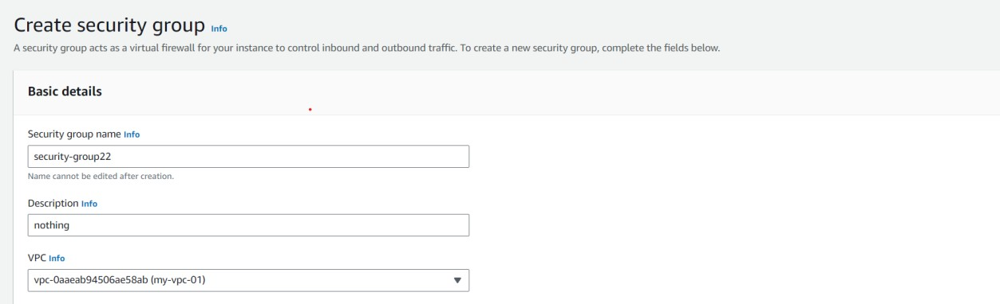 Create security group Info
A security group acts as a virtual firewall for your instance to control inbound and outbound traffic. To create a new security group, complete the fields below.
Basic details
Security group name Info
security-group22
Name cannot be edited after creation.
Description Info
nothing
VPC Info
vpc-0aaeab94506ae58ab (my-vpc-01)